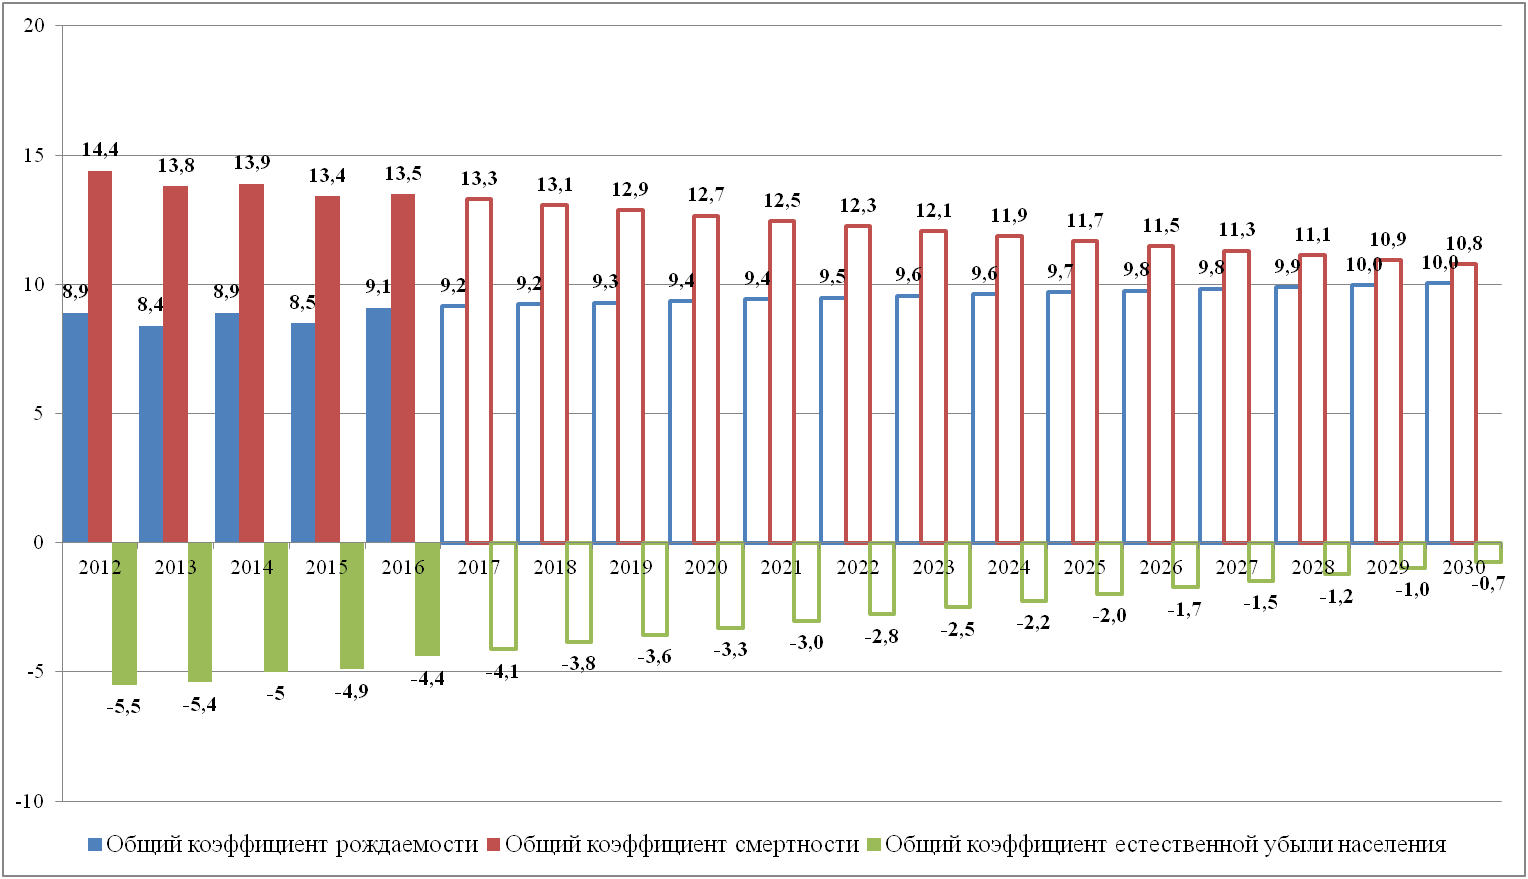 20
15
10
5
0
-5
-10
14,4 13,8 13,9 13,4 13,5 13,3 13,1 12,9 12,7 12,5 12,3 12,1 11,9 11,7 11,5 11,3 11,1 10,9 10,8
8,9 8,4 8,9 8,5 9,1 9,2 9,2 9,3 9,4 9,4 9,5 9,6 9,6 9,7 9,8 9,8 9,9 10,0 10,0
2012 2013 2014 2015 2016 2017 2018 2019 2020 2021 2022 2023 2024 2025 2026 2027 2028 2029 2030
-5,5 -5,4 -5 -4,9 -4,4 -4,1 -3,8 -3,6 -3,3 -3,0 -2,8 -2,5 -2,2 -2,0 -1,7 -1,5 -1,2 -1,0 -0,7
Общий коэффициент рождаемости Общий коэффициент смертности Общий коэффициент естественной убыли населения